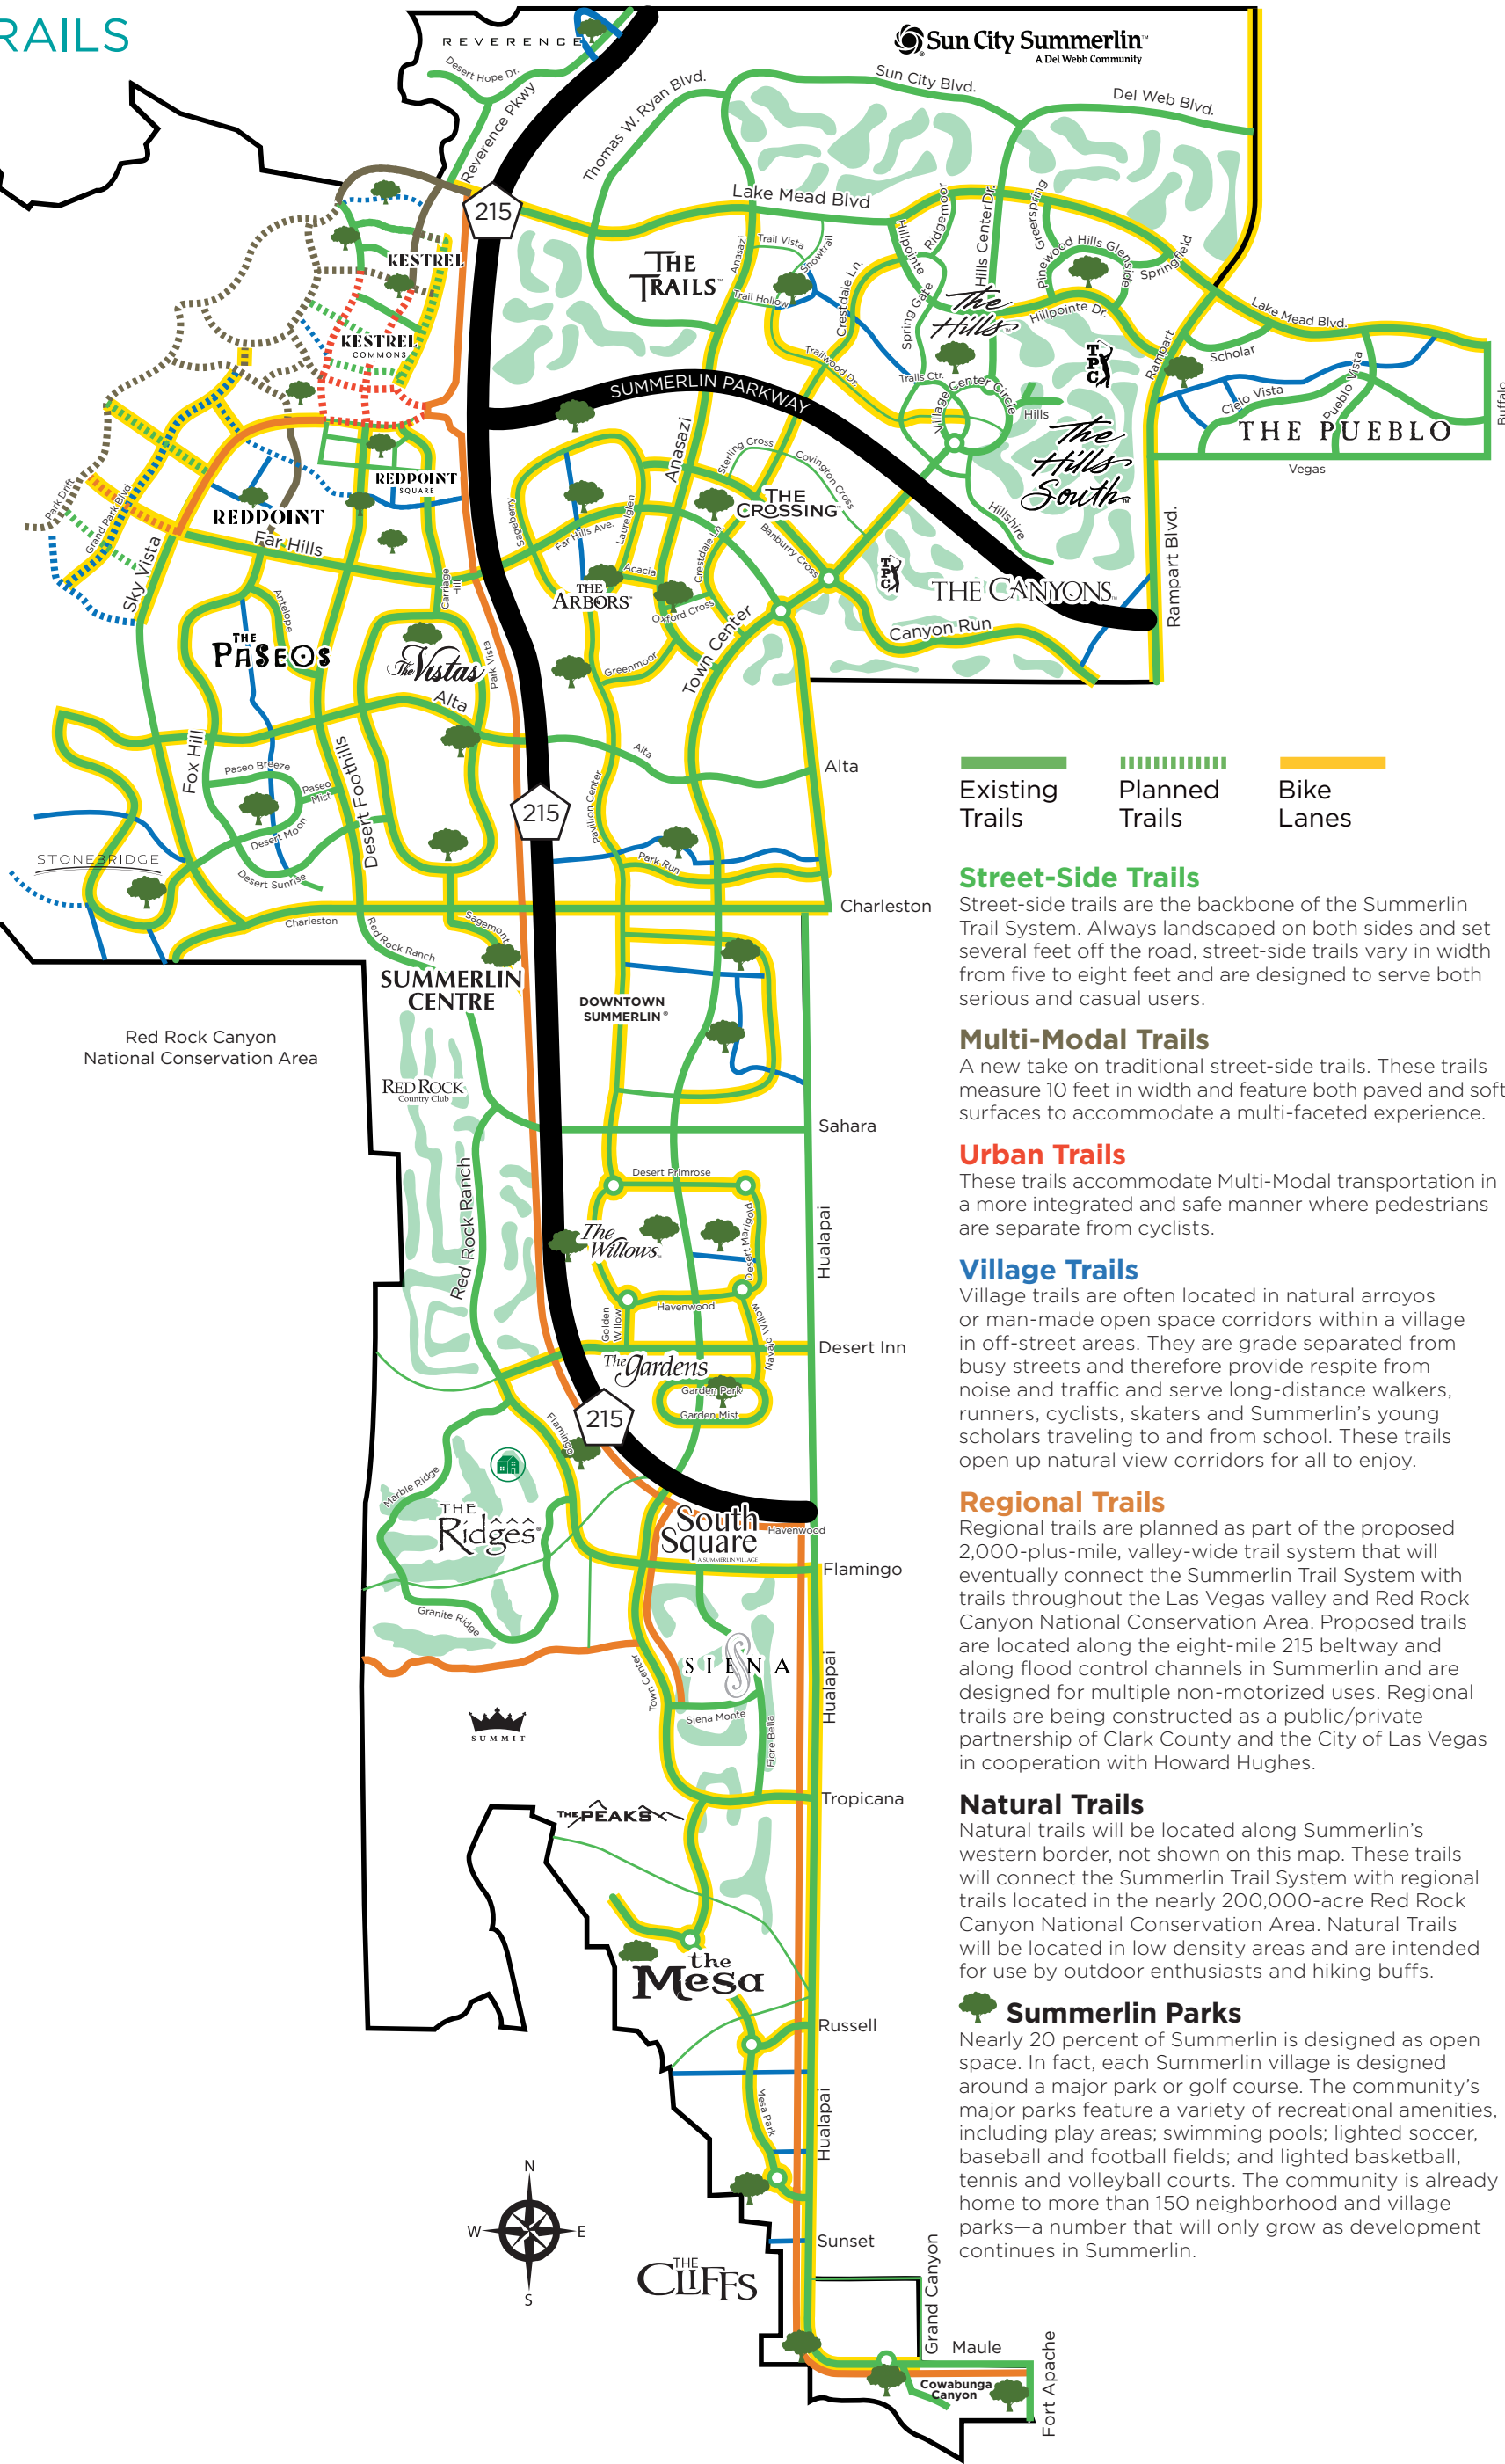 RAILS
REVERENCE
Desert Hope Dr.
Reverence Pkwy
Sun City Summerlin™
A Del Webb Community
Thomas W. Ryan Blvd.
Sun City Blvd.
Del Web Blvd.
215
Lake Mead Blvd
KESTREL
KESTREL
COMMONS
THE
TRAILS™
Anasazi
Trail Vista
Snowtrail
Trail Hollow
Crestdale Ln.
Trailwood Dr.
Hillpointe
Ridgemoor
Hills Center Dr.
Greenspring
Pinewood Hills
Glenside
Springfield
Spring Gate
The
Hills™
Hillpointe Dr.
TPC
Lake Mead Blvd.
Rampart
Scholar
Cielo Vista
Pueblo Vista
Buffalo
THE PUEBLO
Vegas
SUMMERLIN PARKWAY
Trails Ctr.
Village Center Circle
Hills
The
Hills
South™
Hillshire
Rampart Blvd.
Park Drift
Grand Park Blvd
Sky Vista
REDPOINT
SQUARE
REDPOINT
Far Hills
Sageberry
Far Hills Ave.
Laurelglen
Anasazi
Sterling Cross
Covington Cross
THE
CROSSING™
Crestdale Ln.
Banburry Cross
Acacia
THE
ARBORS™
Oxford Cross
Greenmoor
Town Center
TPC
THE CANYONS™
Canyon Run
Carriage
Hill
Antelope
THE
PASEOS
The Vistas™
Park Vista
Alta
Alta
Alta
Fox Hill
Paseo Breeze
Paseo
Mist
Desert Moon
Desert Sunrise
Desert Foothills
215
Pavilion Center
Park Run
STONEBRIDGE
Charleston
Charleston
Red Rock Ranch
Sagemont
SUMMERLIN
CENTRE
DOWNTOWN
SUMMERLIN®
Red Rock Canyon
National Conservation Area
RED ROCK
Country Club
Sahara
Red Rock Ranch
Desert Primrose
The
Willows™
Desert Marigold
Hualapai
Golden
Willow
Havenwood
Navajo Willow
Desert Inn
The gardens
Garden Park
Garden Mist
215
Flamingo
Marble Ridge
THE
Ridges®
South
Square
A SUMMERLIN VILLAGE
Havenwood
Flamingo
Granite Ridge
SIENA
Town Center
Siena Monte
Fiore Bella
Hualapai
SUMMIT
Tropicana
THE PEAKS
the
Mesa
Russell
Mesa Park
Hualapai
N
W
E
S
Sunset
THE
CLIFFS
Grand Canyon
Maule
Cowabunga
Canyon
Fort Apache
Existing
Trails
Planned
Trails
Bike
Lanes
Street-Side Trails
Street-side trails are the backbone of the Summerlin
Trail System. Always landscaped on both sides and set
several feet off the road, street-side trails vary in width
from five to eight feet and are designed to serve both
serious and casual users.
Multi-Modal Trails
A new take on traditional street-side trails. These trails
measure 10 feet in width and feature both paved and soft
surfaces to accommodate a multi-faceted experience.
Urban Trails
These trails accommodate Multi-Modal transportation in
a more integrated and safe manner where pedestrians
are separate from cyclists.
Village Trails
Village trails are often located in natural arroyos
or man-made open space corridors within a village
in off-street areas. They are grade separated from
busy streets and therefore provide respite from
noise and traffic and serve long-distance walkers,
runners, cyclists, skaters and Summerlin's young
scholars traveling to and from school. These trails
open up natural view corridors for all to enjoy.
Regional Trails
Regional trails are planned as part of the proposed
2,000-plus-mile, valley-wide trail system that will
eventually connect the Summerlin Trail System with
trails throughout the Las Vegas valley and Red Rock
Canyon National Conservation Area. Proposed trails
are located along the eight-mile 215 beltway and
along flood control channels in Summerlin and are
designed for multiple non-motorized uses. Regional
trails are being constructed as a public/private
partnership of Clark County and the City of Las Vegas
in cooperation with Howard Hughes.
Natural Trails
Natural trails will be located along Summerlin's
western border, not shown on this map. These trails
will connect the Summerlin Trail System with regional
trails located in the nearly 200,000-acre Red Rock
Canyon National Conservation Area. Natural Trails
will be located in low density areas and are intended
for use by outdoor enthusiasts and hiking buffs.
Summerlin Parks
Nearly 20 percent of Summerlin is designed as open
space. In fact, each Summerlin village is designed
around a major park or golf course. The community's
major parks feature a variety of recreational amenities,
including play areas; swimming pools; lighted soccer,
baseball and football fields; and lighted basketball,
tennis and volleyball courts. The community is already
home to more than 150 neighborhood and village
parks—a number that will only grow as development
continues in Summerlin.